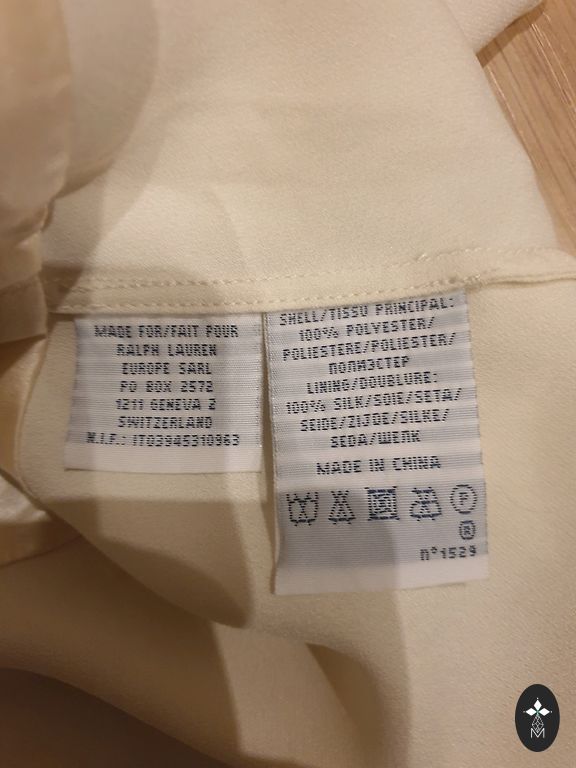 MADE FOR/FAIT POUR
RALPH LAUREN
EUROPE SARL
PO BOX 2572
1211 GENEVA 2
SWITZERLAND
N.I.F.: IT03945310963
SHELL/TISSU PRINCIPAL:
100% POLYESTER/
POLIESTERE/POLIESTER/
ПОЛИЭСТЕР
LINING/DOUBLURE:
100% SILK/SOIE/SETA/
SEIDE/ZIJDE/SILKE/
SEDA/ШЕЛК
MADE IN CHINA
P
®
n°1529
M